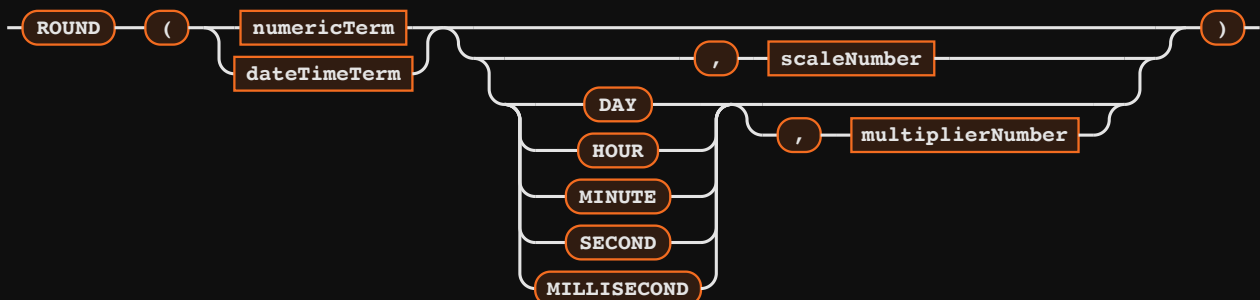 ROUND ( numericTerm )
dateTimeTerm , scaleNumber
DAY
, multiplierNumber
HOUR
MINUTE
SECOND
MILLISECOND